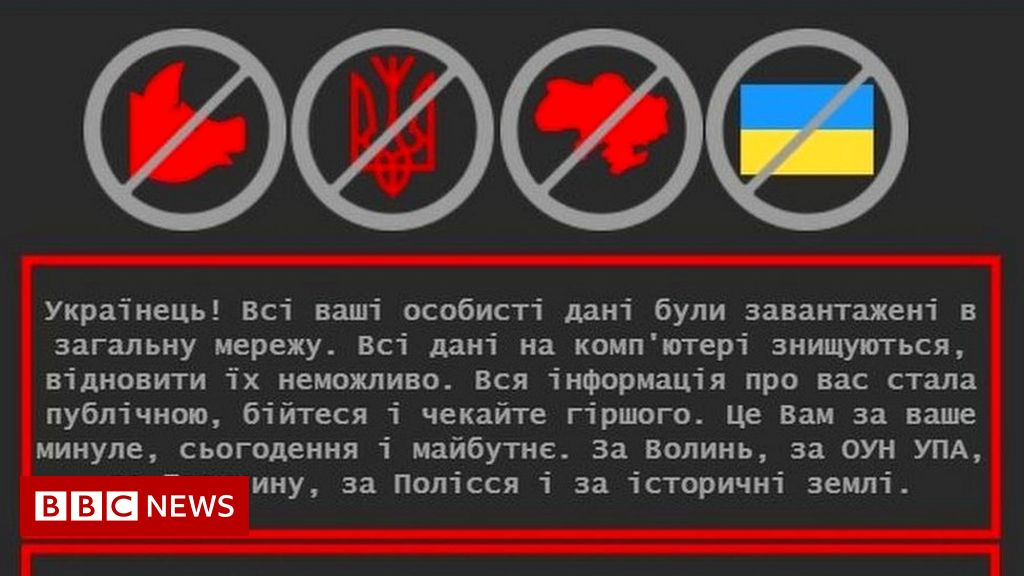 Українець! Всі ваші особисті дані були завантажені в
загальну мережу. Всі дані на комп'ютері знищуються,
відновити їх неможливо. Вся інформація про вас стала
публічною, бійтеся і чекайте гіршого. Це Вам за ваше
минуле, сьогодення і майбутнє. За Волинь, за ОУН УПА,
за Полісся і за історичні землі.
BBC NEWS